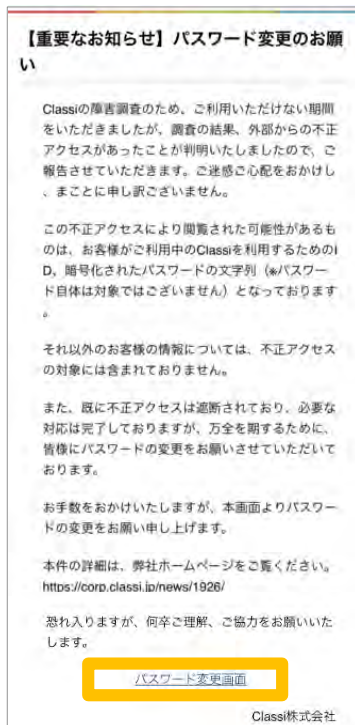 【重要なお知らせ】パスワード変更のお願
い
Classiの障害調査のため、ご利用いただけない期間
をいただきましたが、調査の結果、外部からの不正
アクセスがあったことが判明いたしましたので、ご
報告させていただきます。ご迷惑ご心配をおかけし
、まことに申し訳ございません。
この不正アクセスにより閲覧された可能性があるも
のは、お客様がご利用中のClassiを利用するためのI
D、暗号化されたパスワードの文字列（※パスワー
ド自体は対象ではございません）となっております
。
それ以外のお客様の情報については、不正アクセス
の対象には含まれておりません。
また、既に不正アクセスは遮断されており、必要な
対応は完了しておりますが、万全を期するために、
皆様にパスワードの変更をお願いさせていただいて
おります。
お手数をおかけいたしますが、本画面よりパスワー
ドの変更をお願い申し上げます。
本件の詳細は、弊社ホームページをご覧ください。
https://corp.classi.jp/news/1926/
恐れ入りますが、何卒ご理解、ご協力をお願いいた
します。
パスワード変更画面
Classi株式会社